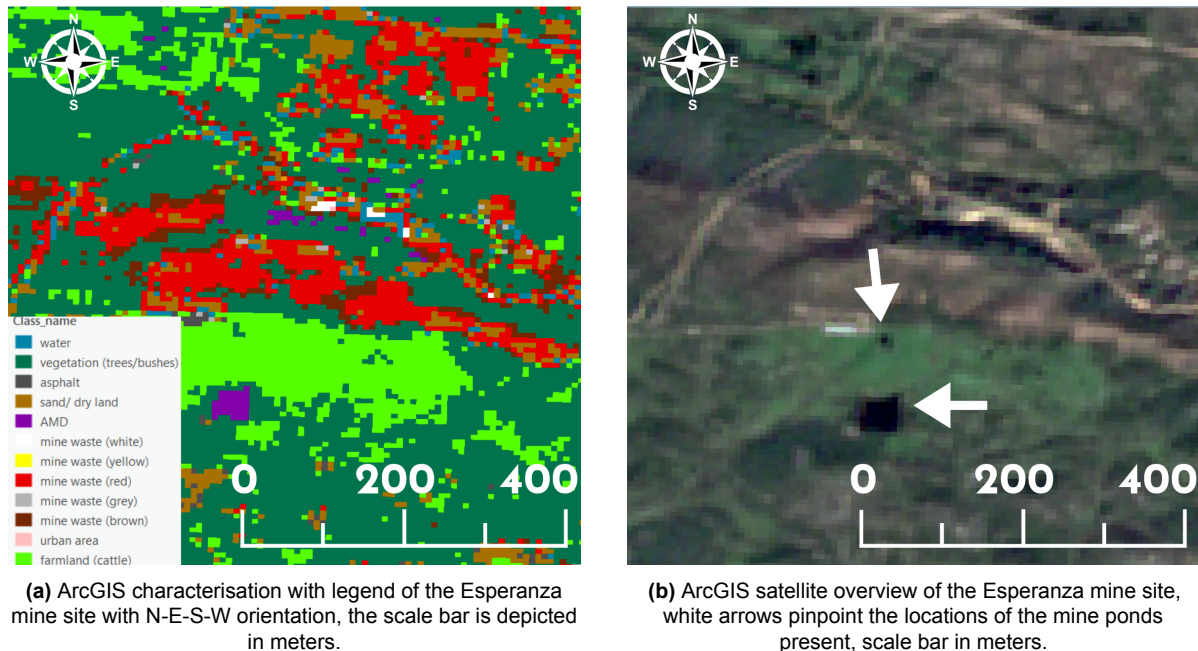 N
W E
S
Class_name
water
vegetation (trees/bushes)
asphalt
sand/ dry land
AMD
mine waste (white)
mine waste (yellow)
mine waste (red)
mine waste (grey)
mine waste (brown)
urban area
farmland (cattle)
0 200 400
(a) ArcGIS characterisation with legend of the Esperanza
mine site with N-E-S-W orientation, the scale bar is depicted
in meters.
N
W E
S
0 200 400
(b) ArcGIS satellite overview of the Esperanza mine site,
white arrows pinpoint the locations of the mine ponds
present, scale bar in meters.